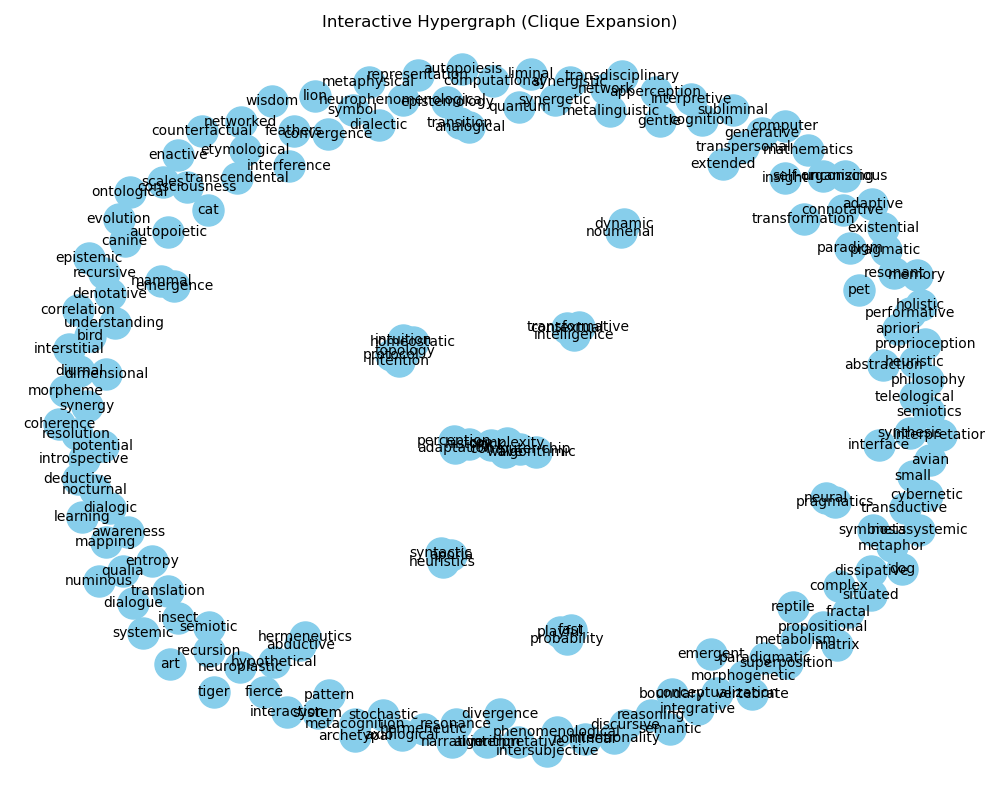 Interactive Hypergraph (Clique Expansion)
autopoiesis
liminal
representation
transdisciplinary
metaphysical
computational
synergistic
network
apperception
lion
wisdom
neurophenomenological
epistemology
synergetic
interpretive
symbol
quantum
metalinguistic
subliminal
networked
dialectic
transition
analogical
gentle
cognition
computer
counterfactual
feathers
convergence
generative
etymological
transpersonal
mathematics
enactive
interference
extended
scales
transcendental
insight
self-organizing
ontological
consciousness
cat
connotative
adaptive
evolution
transformation
existential
dynamic
autopoietic
noumenal
canine
paradigm
pragmatic
epistemic
recursive
mammal
emergence
resonant
memory
denotative
pet
correlation
holistic
understanding
performative
bird
transformative
contextual
intelligence
apriori
intuition
homeostatic
interstitial
topology
protocol
intention
proprioception
diurnal
dimensional
abstraction
heuristic
morpheme
philosophy
synergy
teleological
coherence
semiotics
resolution
synthesis
interpretation
potential
perception
complexity
adaptation
algorithmic
interface
introspective
avian
deductive
small
nocturnal
neural
cybernetic
pragmatics
dialogic
transductive
learning
awareness
symbiosis
metasystemic
mapping
metaphor
syntactic
heuristics
entropy
qualia
dissipative
dog
numinous
complex
translation
situated
dialogue
reptile
fractal
insect
semiotic
propositional
systemic
hermeneutics
fast
playful
probability
abductive
metabolism
matrix
recursion
emergent
paradigmatic
art
hypothetical
superposition
neuroplastic
morphogenetic
tiger
fierce
pattern
boundary
conceptualization
vertebrate
interaction
system
stochastic
divergence
reasoning
integrative
metacognition
resonance
discursive
semantic
archetypal
axiological
hermeneutic
phenomenological
narrative
algorithm
interpretative
nonlinear
intentionality
intersubjective